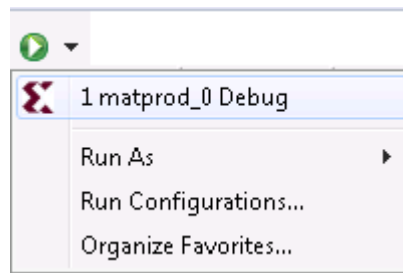 1 matprod_0 Debug
Run As
Run Configurations...
Organize Favorites...